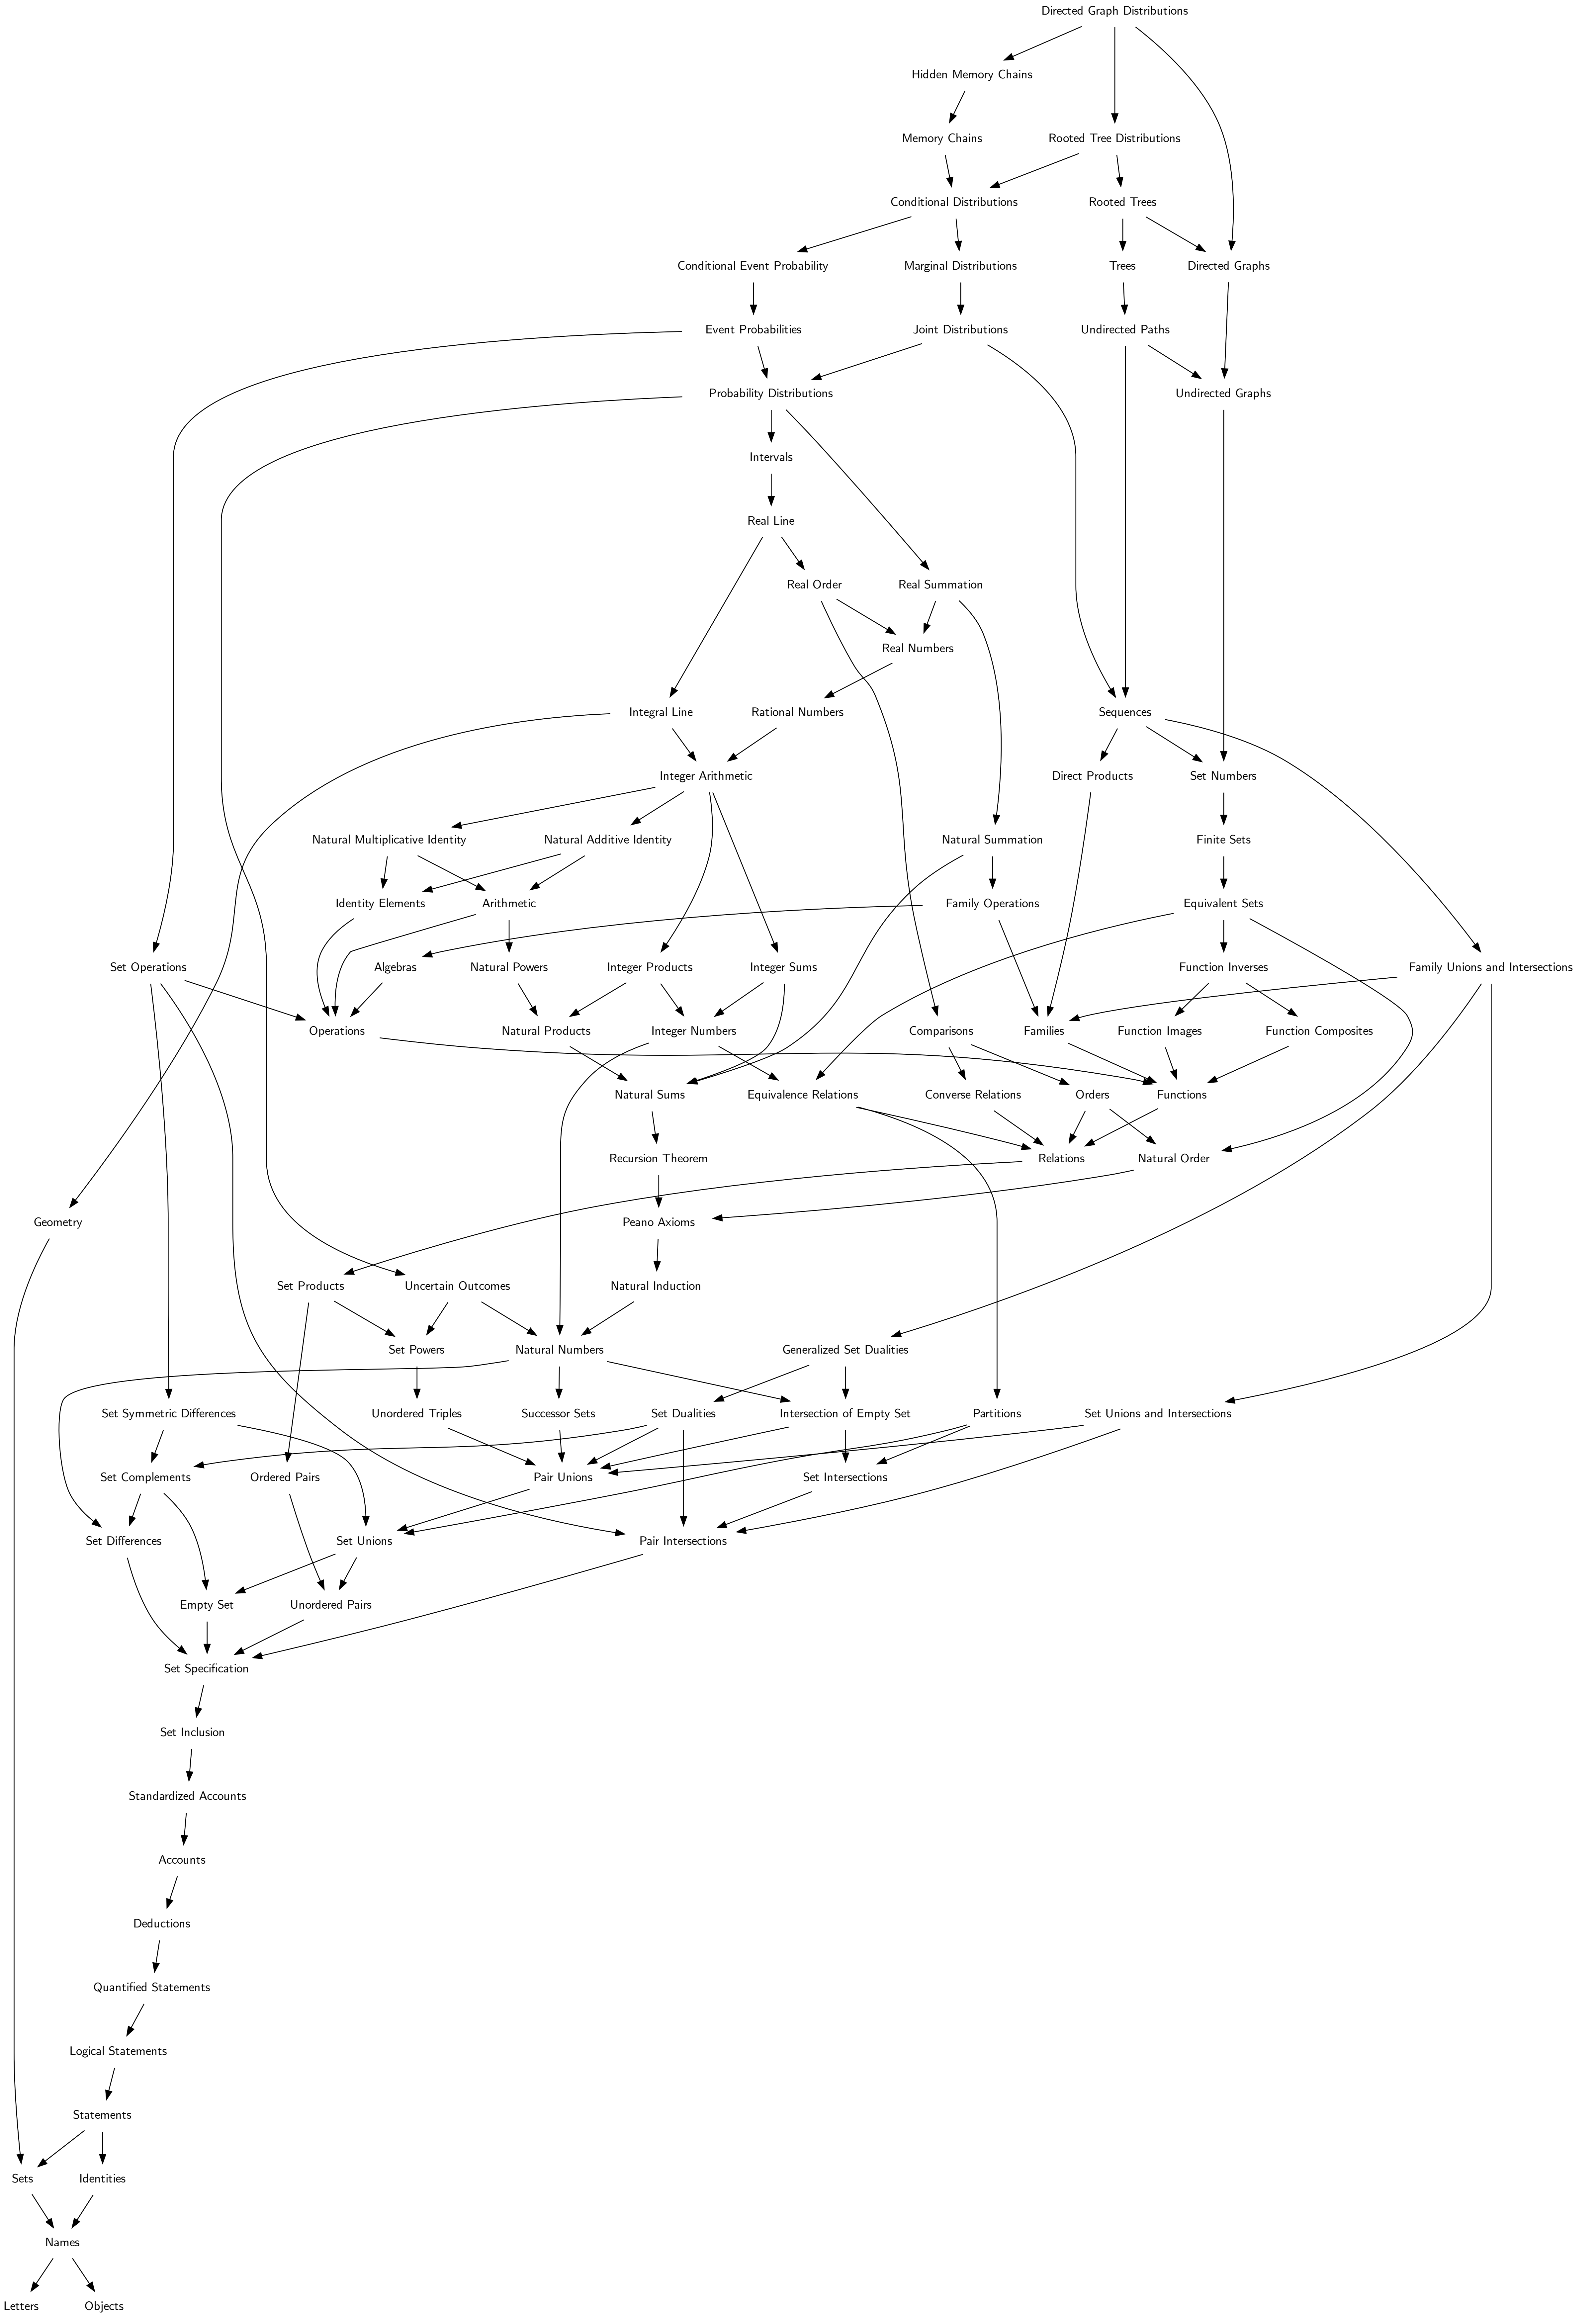 Directed Graph Distributions
Hidden Memory Chains
Memory Chains
Rooted Tree Distributions
Conditional Distributions
Rooted Trees
Conditional Event Probability
Marginal Distributions
Trees
Directed Graphs
Event Probabilities
Joint Distributions
Undirected Paths
Probability Distributions
Undirected Graphs
Intervals
Real Line
Real Order
Real Summation
Real Numbers
Integral Line
Rational Numbers
Sequences
Integer Arithmetic
Direct Products
Set Numbers
Natural Multiplicative Identity
Natural Additive Identity
Natural Summation
Finite Sets
Identity Elements
Arithmetic
Family Operations
Equivalent Sets
Set Operations
Algebras
Natural Powers
Integer Products
Integer Sums
Function Inverses
Family Unions and Intersections
Operations
Natural Products
Integer Numbers
Comparisons
Families
Function Images
Function Composites
Natural Sums
Equivalence Relations
Converse Relations
Orders
Functions
Recursion Theorem
Relations
Natural Order
Geometry
Peano Axioms
Set Products
Uncertain Outcomes
Natural Induction
Set Powers
Natural Numbers
Generalized Set Dualities
Set Symmetric Differences
Unordered Triples
Successor Sets
Set Dualities
Intersection of Empty Set
Partitions
Set Unions and Intersections
Set Complements
Ordered Pairs
Pair Unions
Set Intersections
Set Differences
Set Unions
Pair Intersections
Empty Set
Unordered Pairs
Set Specification
Set Inclusion
Standardized Accounts
Accounts
Deductions
Quantified Statements
Logical Statements
Statements
Sets
Identities
Names
Letters
Objects